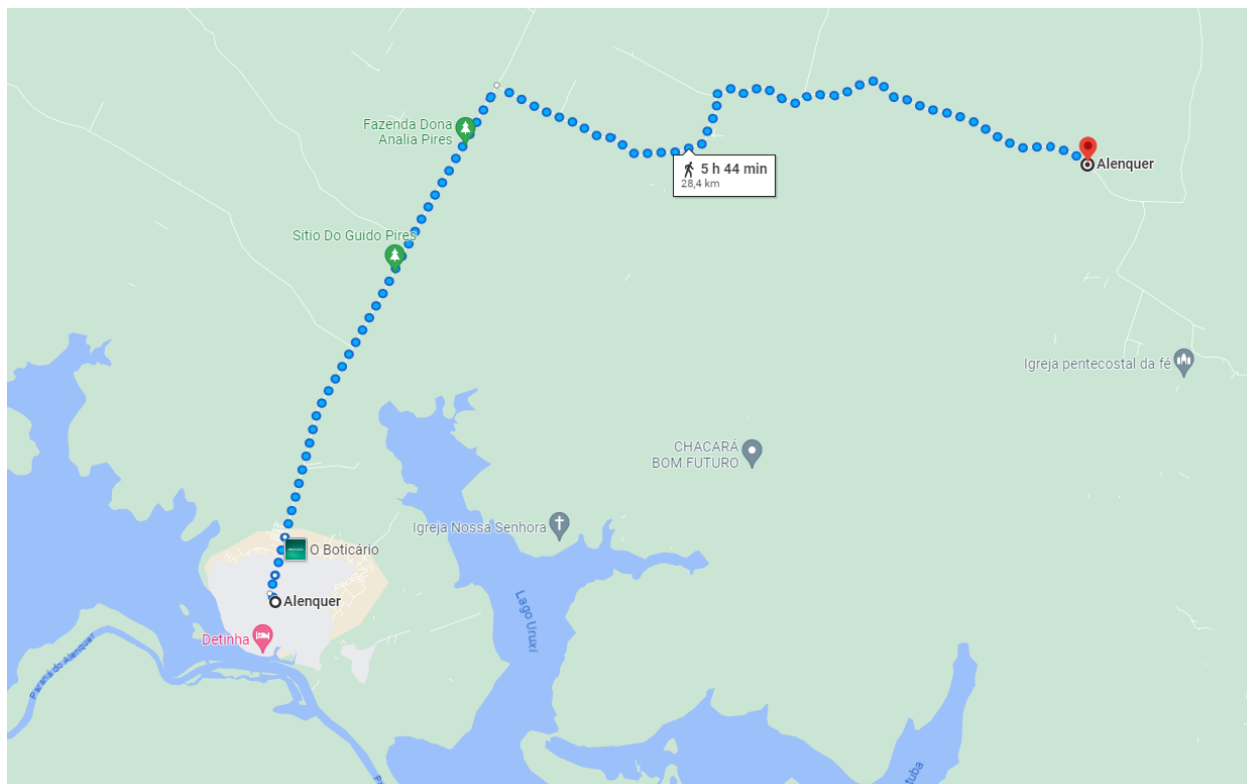 Fazenda Dona
Analia Pires
5 h 44 min
28,4 km
Alenquer
Sitio Do Guido Pires
Igreja pentecostal da fé
CHACARÁ
BOM FUTURO
Igreja Nossa Senhora
O Boticário
Alenquer
Lago Uruxi
Detinha
Paraná do Alenquer